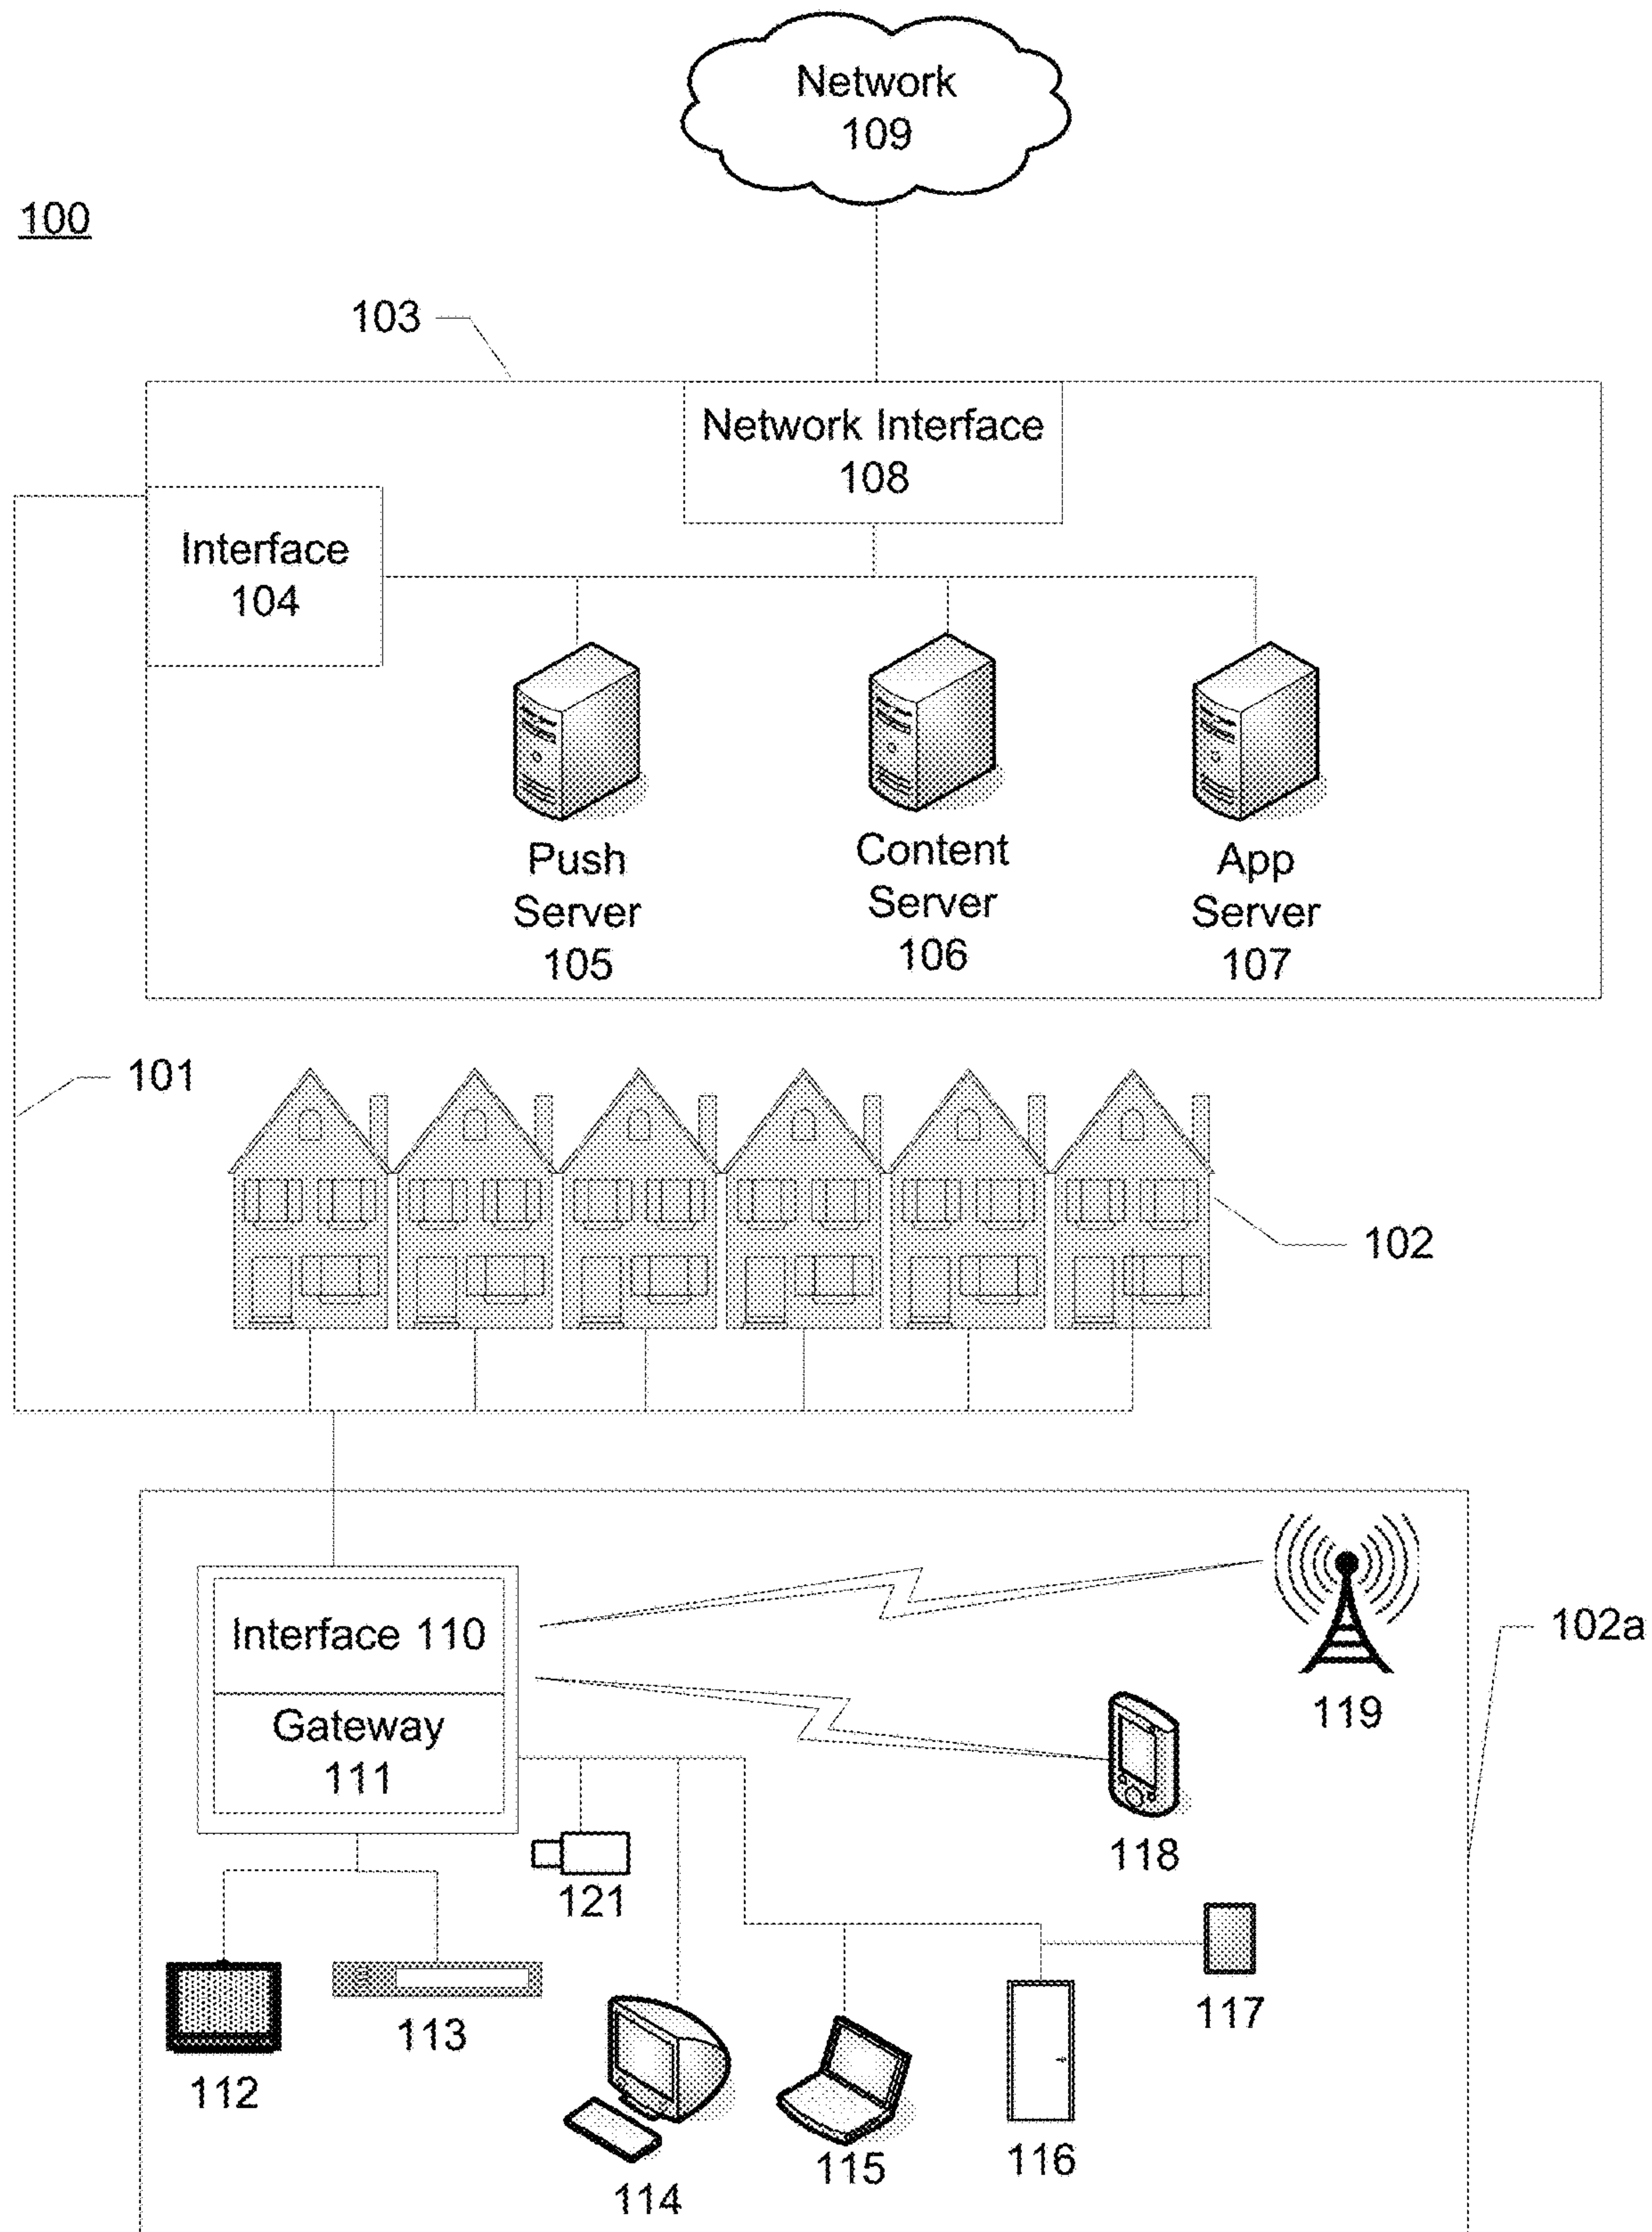 Network
109
100
103
Network Interface
108
Interface
104
Push
Server
105
Content
Server
106
App
Server
107
101
102
Interface 110
Gateway
111
119
102a
118
121
117
112
113
114
115
116